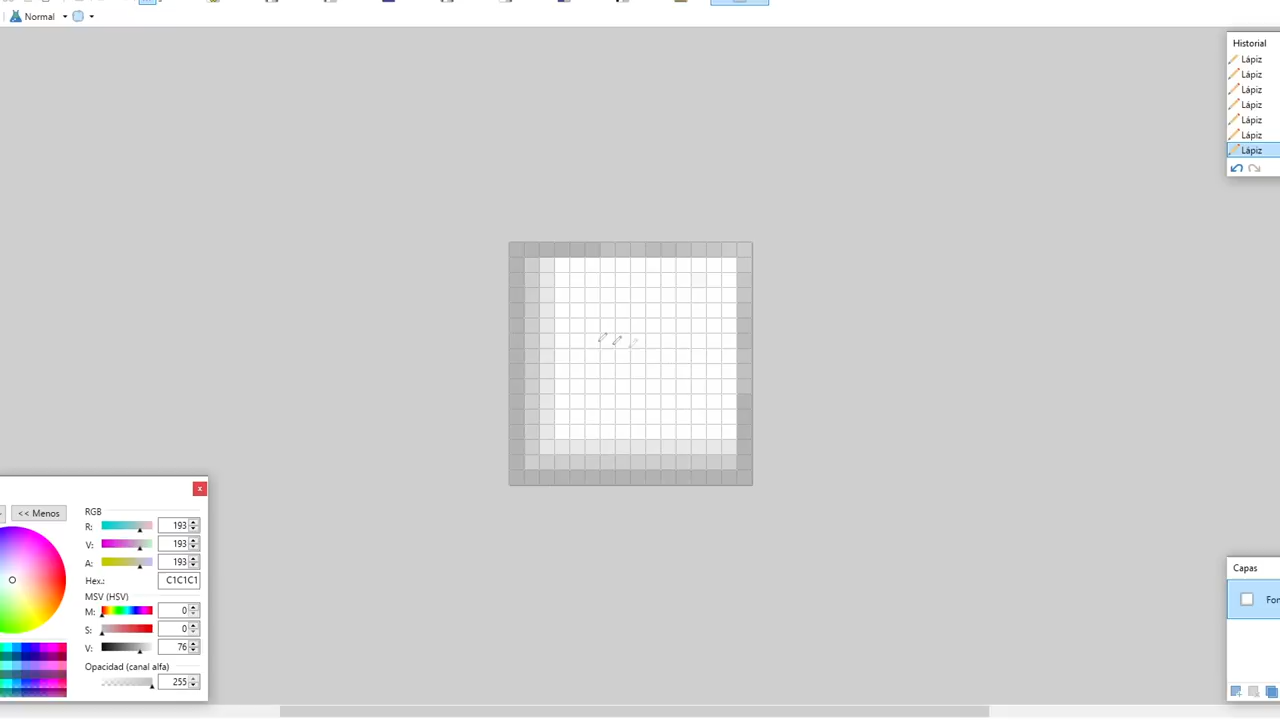 Normal
Historial
Lápiz
Lápiz
Lápiz
Lápiz
Lápiz
Lápiz
Lápiz
<< Menos
RGB
R: 193
V: 193
A: 193
Hex.: C1C1C1
MSV (HSV)
M: 0
S: 0
V: 76
Opacidad (canal alfa)
255
Capas
For